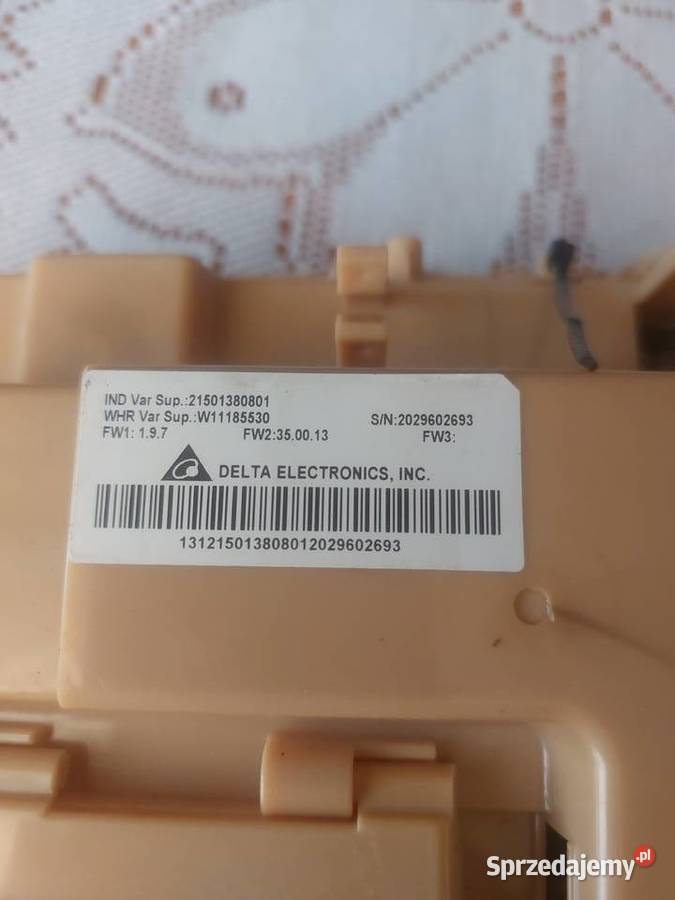 IND Var Sup.:21501380801
WHR Var Sup.:W11185530 S/N:2029602693
FW1: 1.9.7 FW2:35.00.13 FW3:
DELTA ELECTRONICS, INC.
131215013808012029602693
Sprzedajemy.pl